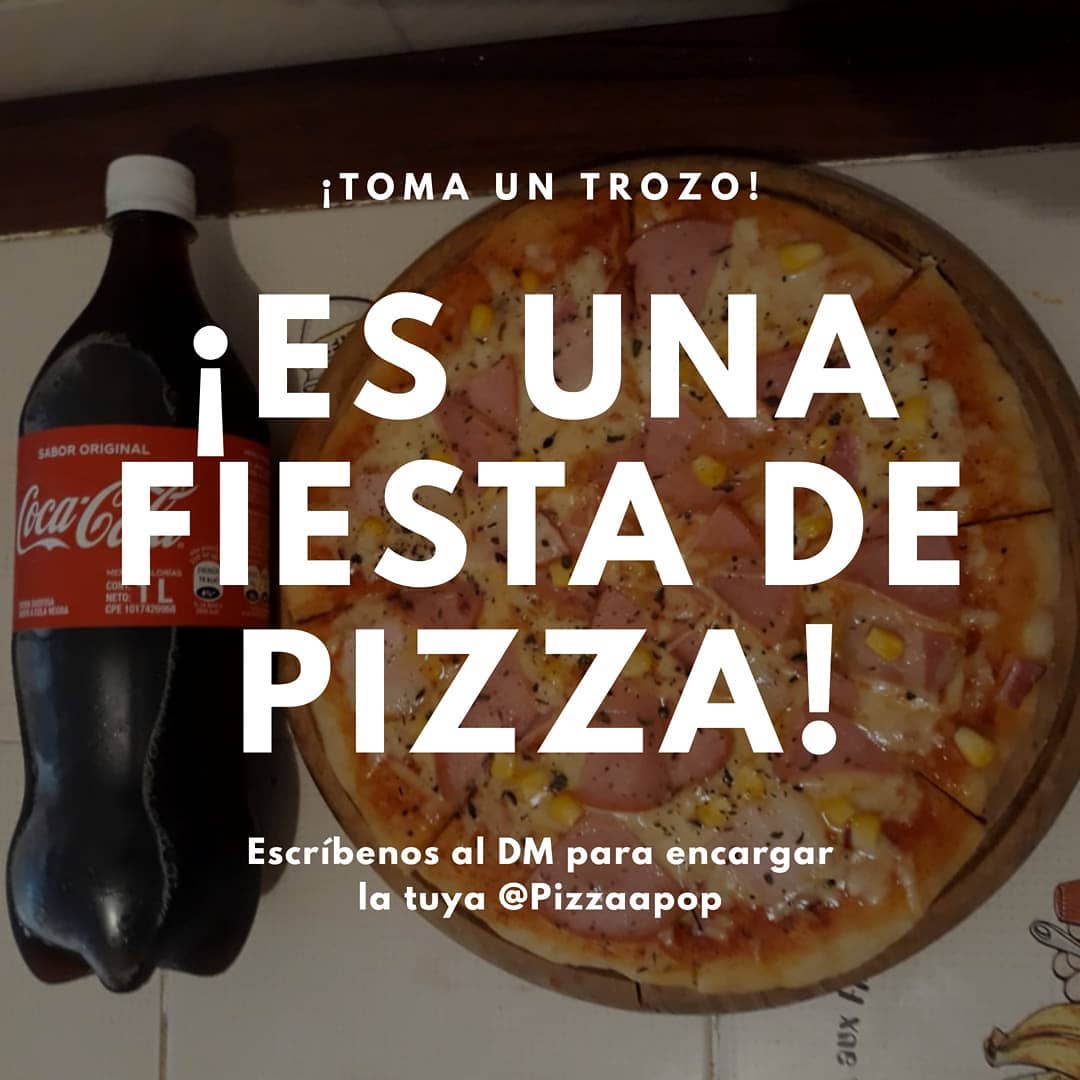 ¡TOMA UN TROZO!
¡ES UNA
FIESTA DE
PIZZA!
Escríbenos al DM para encargar
la tuya @Pizzaapop
SABOR ORIGINAL
Coca-Cola
NETO: 1 L
CPE 1017420968
aux